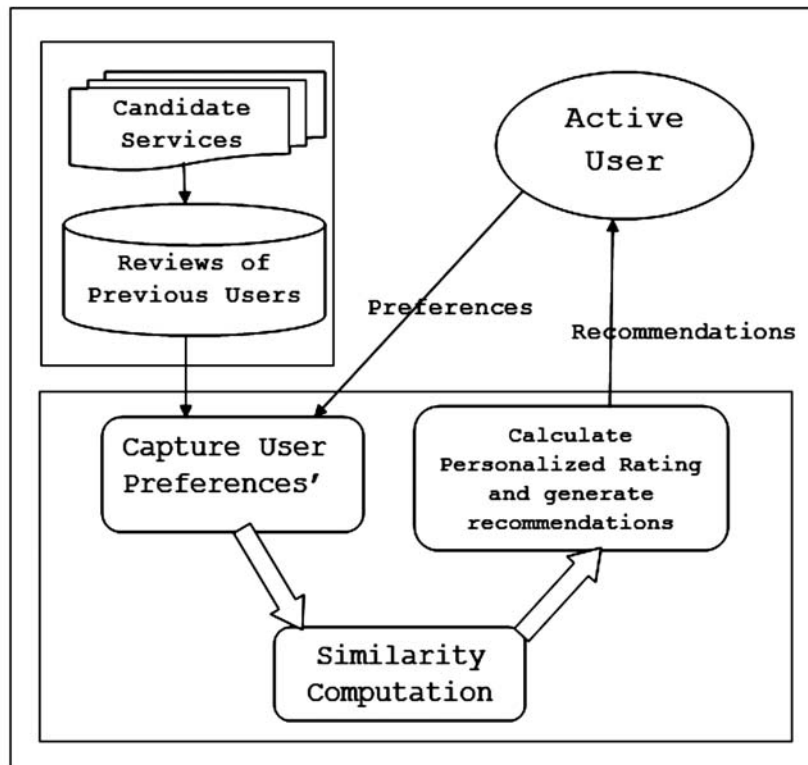 Candidate
Services
Active
User
Reviews of
Previous Users
Preferences
Recommendations
Capture User
Preferences’
Calculate
Personalized Rating
and generate
recommendations
Similarity
Computation